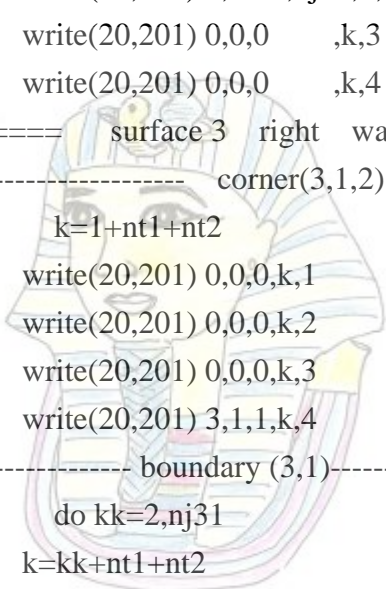 write(20,201) 0,0,0 ,k,3
write(20,201) 0,0,0 ,k,4
==== surface 3 right wa
----------------- corner(3,1,2)
k=1+nt1+nt2
write(20,201) 0,0,0,k,1
write(20,201) 0,0,0,k,2
write(20,201) 0,0,0,k,3
write(20,201) 3,1,1,k,4
------------- boundary (3,1)-----
do kk=2,nj31
k=kk+nt1+nt2